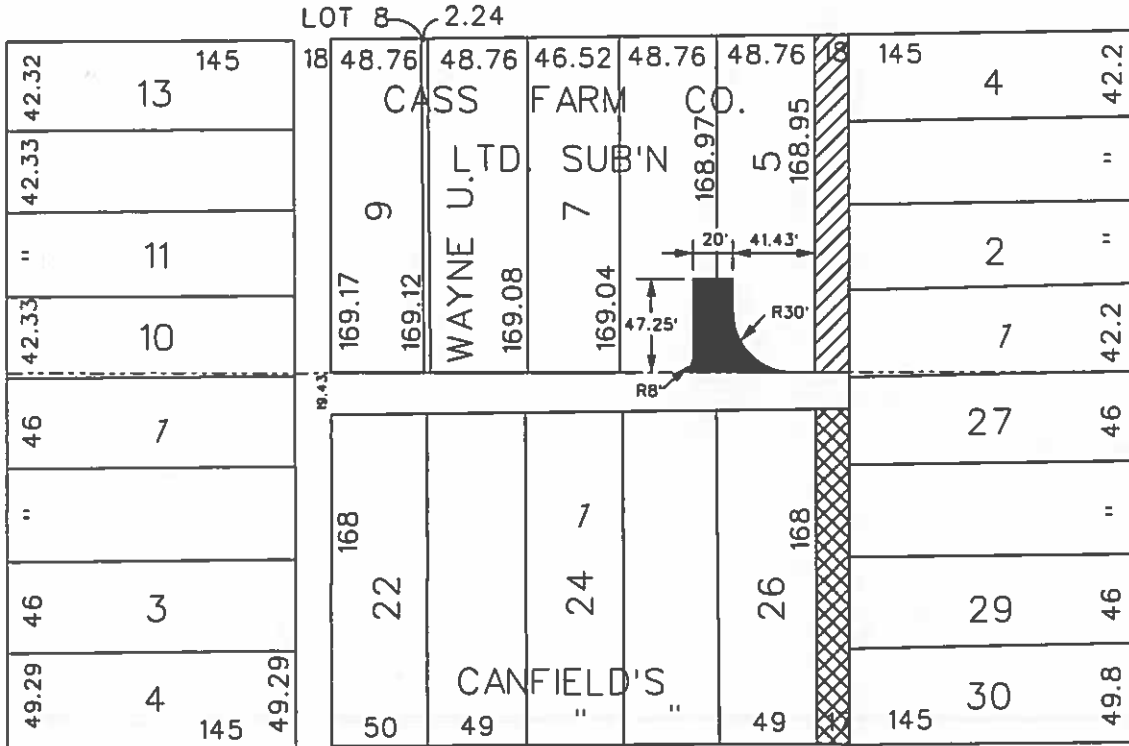 LOT 8 2.24
145 18 48.76 48.76 46.52 48.76 48.76 18 145
42.32 13 CASS FARM CO. 4 42.2
42.33 LTD. SUB'N 168.97 5 168.95 "
9 WAYNE U. 7
" 11 20' 41.43' 2 "
42.33 10 169.17 169.12 169.08 169.04 47.25' R30' 1 42.2
R8'
19.43
46 1 27 46
" 168 1 168 "
46 3 22 24 26 29 46
49.29 4 49.29 CANFIELD'S 30 49.8
145 50 49 " " 49 145